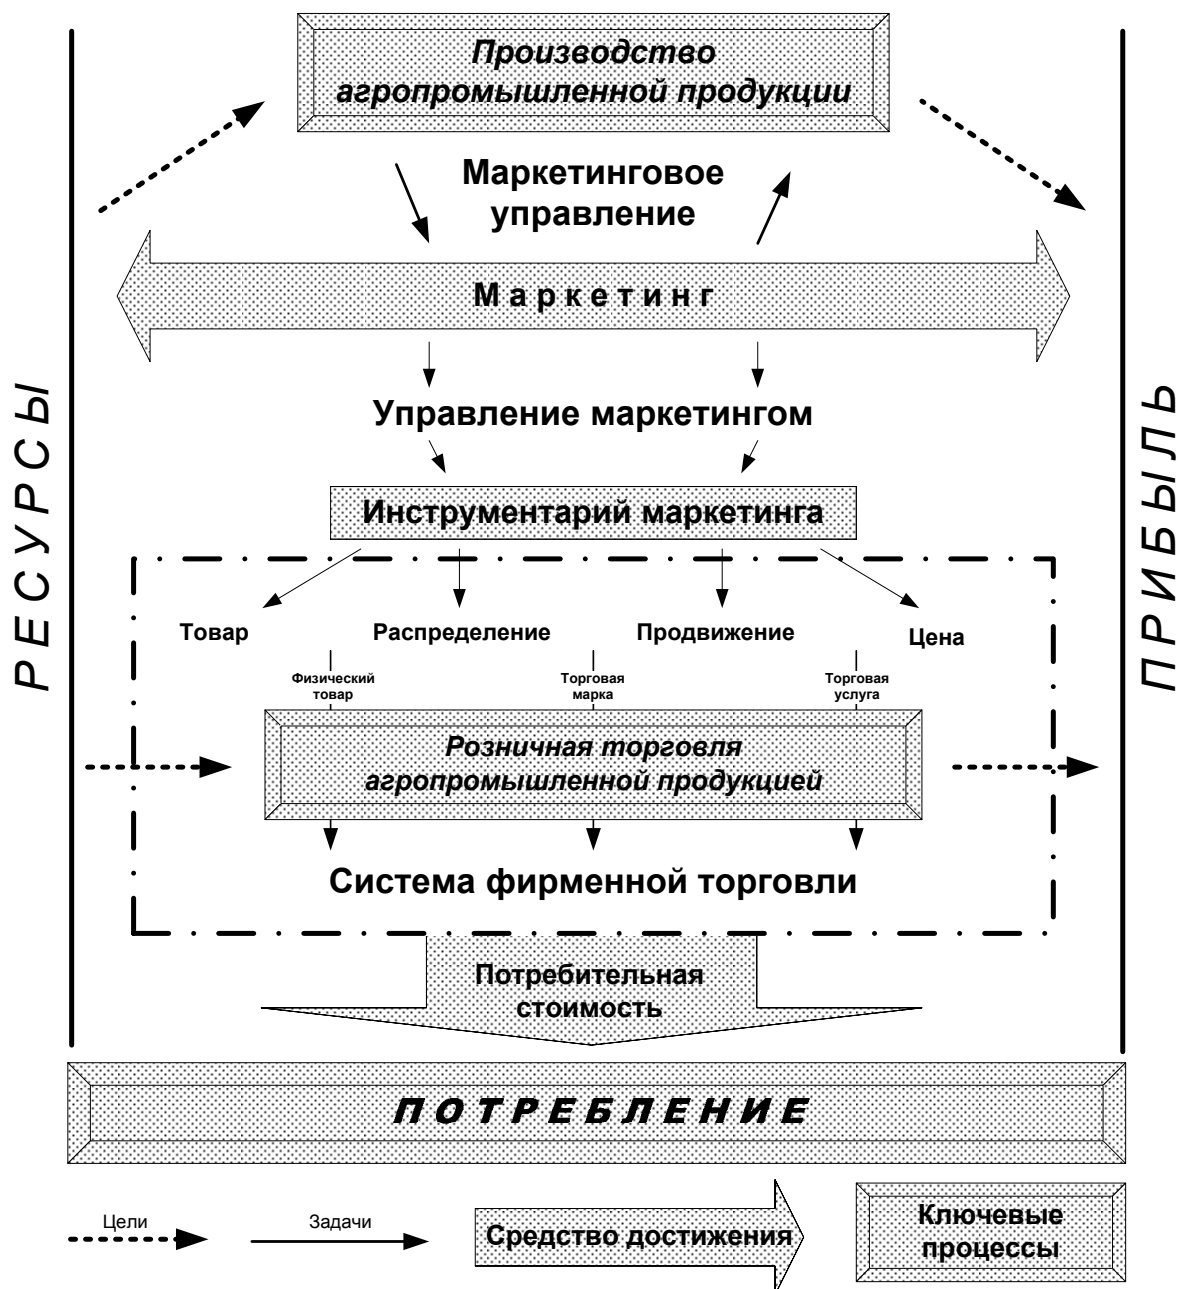 Производство
агропромышленной продукции
Маркетинговое
управление
Маркетинг
РЕСУРСЫ
ПРИБЫЛЬ
Управление маркетингом
Инструментарий маркетинга
Товар
Распределение
Продвижение
Цена
Физический
товар
Торговая
марка
Торговая
услуга
Розничная торговля
агропромышленной продукцией
Система фирменной торговли
Потребительная
стоимость
ПОТРЕБЛЕНИЕ
Цели
Задачи
Средство достижения
Ключевые
процессы